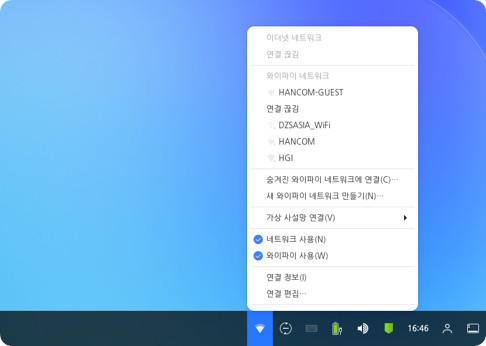 이더넷 네트워크
연결 끊김
와이파이 네트워크
HANCOM-GUEST
연결 끊김
DZSASIA_WiFi
HANCOM
HGI
숨겨진 와이파이 네트워크에 연결(C)…
새 와이파이 네트워크 만들기(N)…
가상 사설망 연결(V)
네트워크 사용(N)
와이파이 사용(W)
연결 정보(I)
연결 편집…
16:46